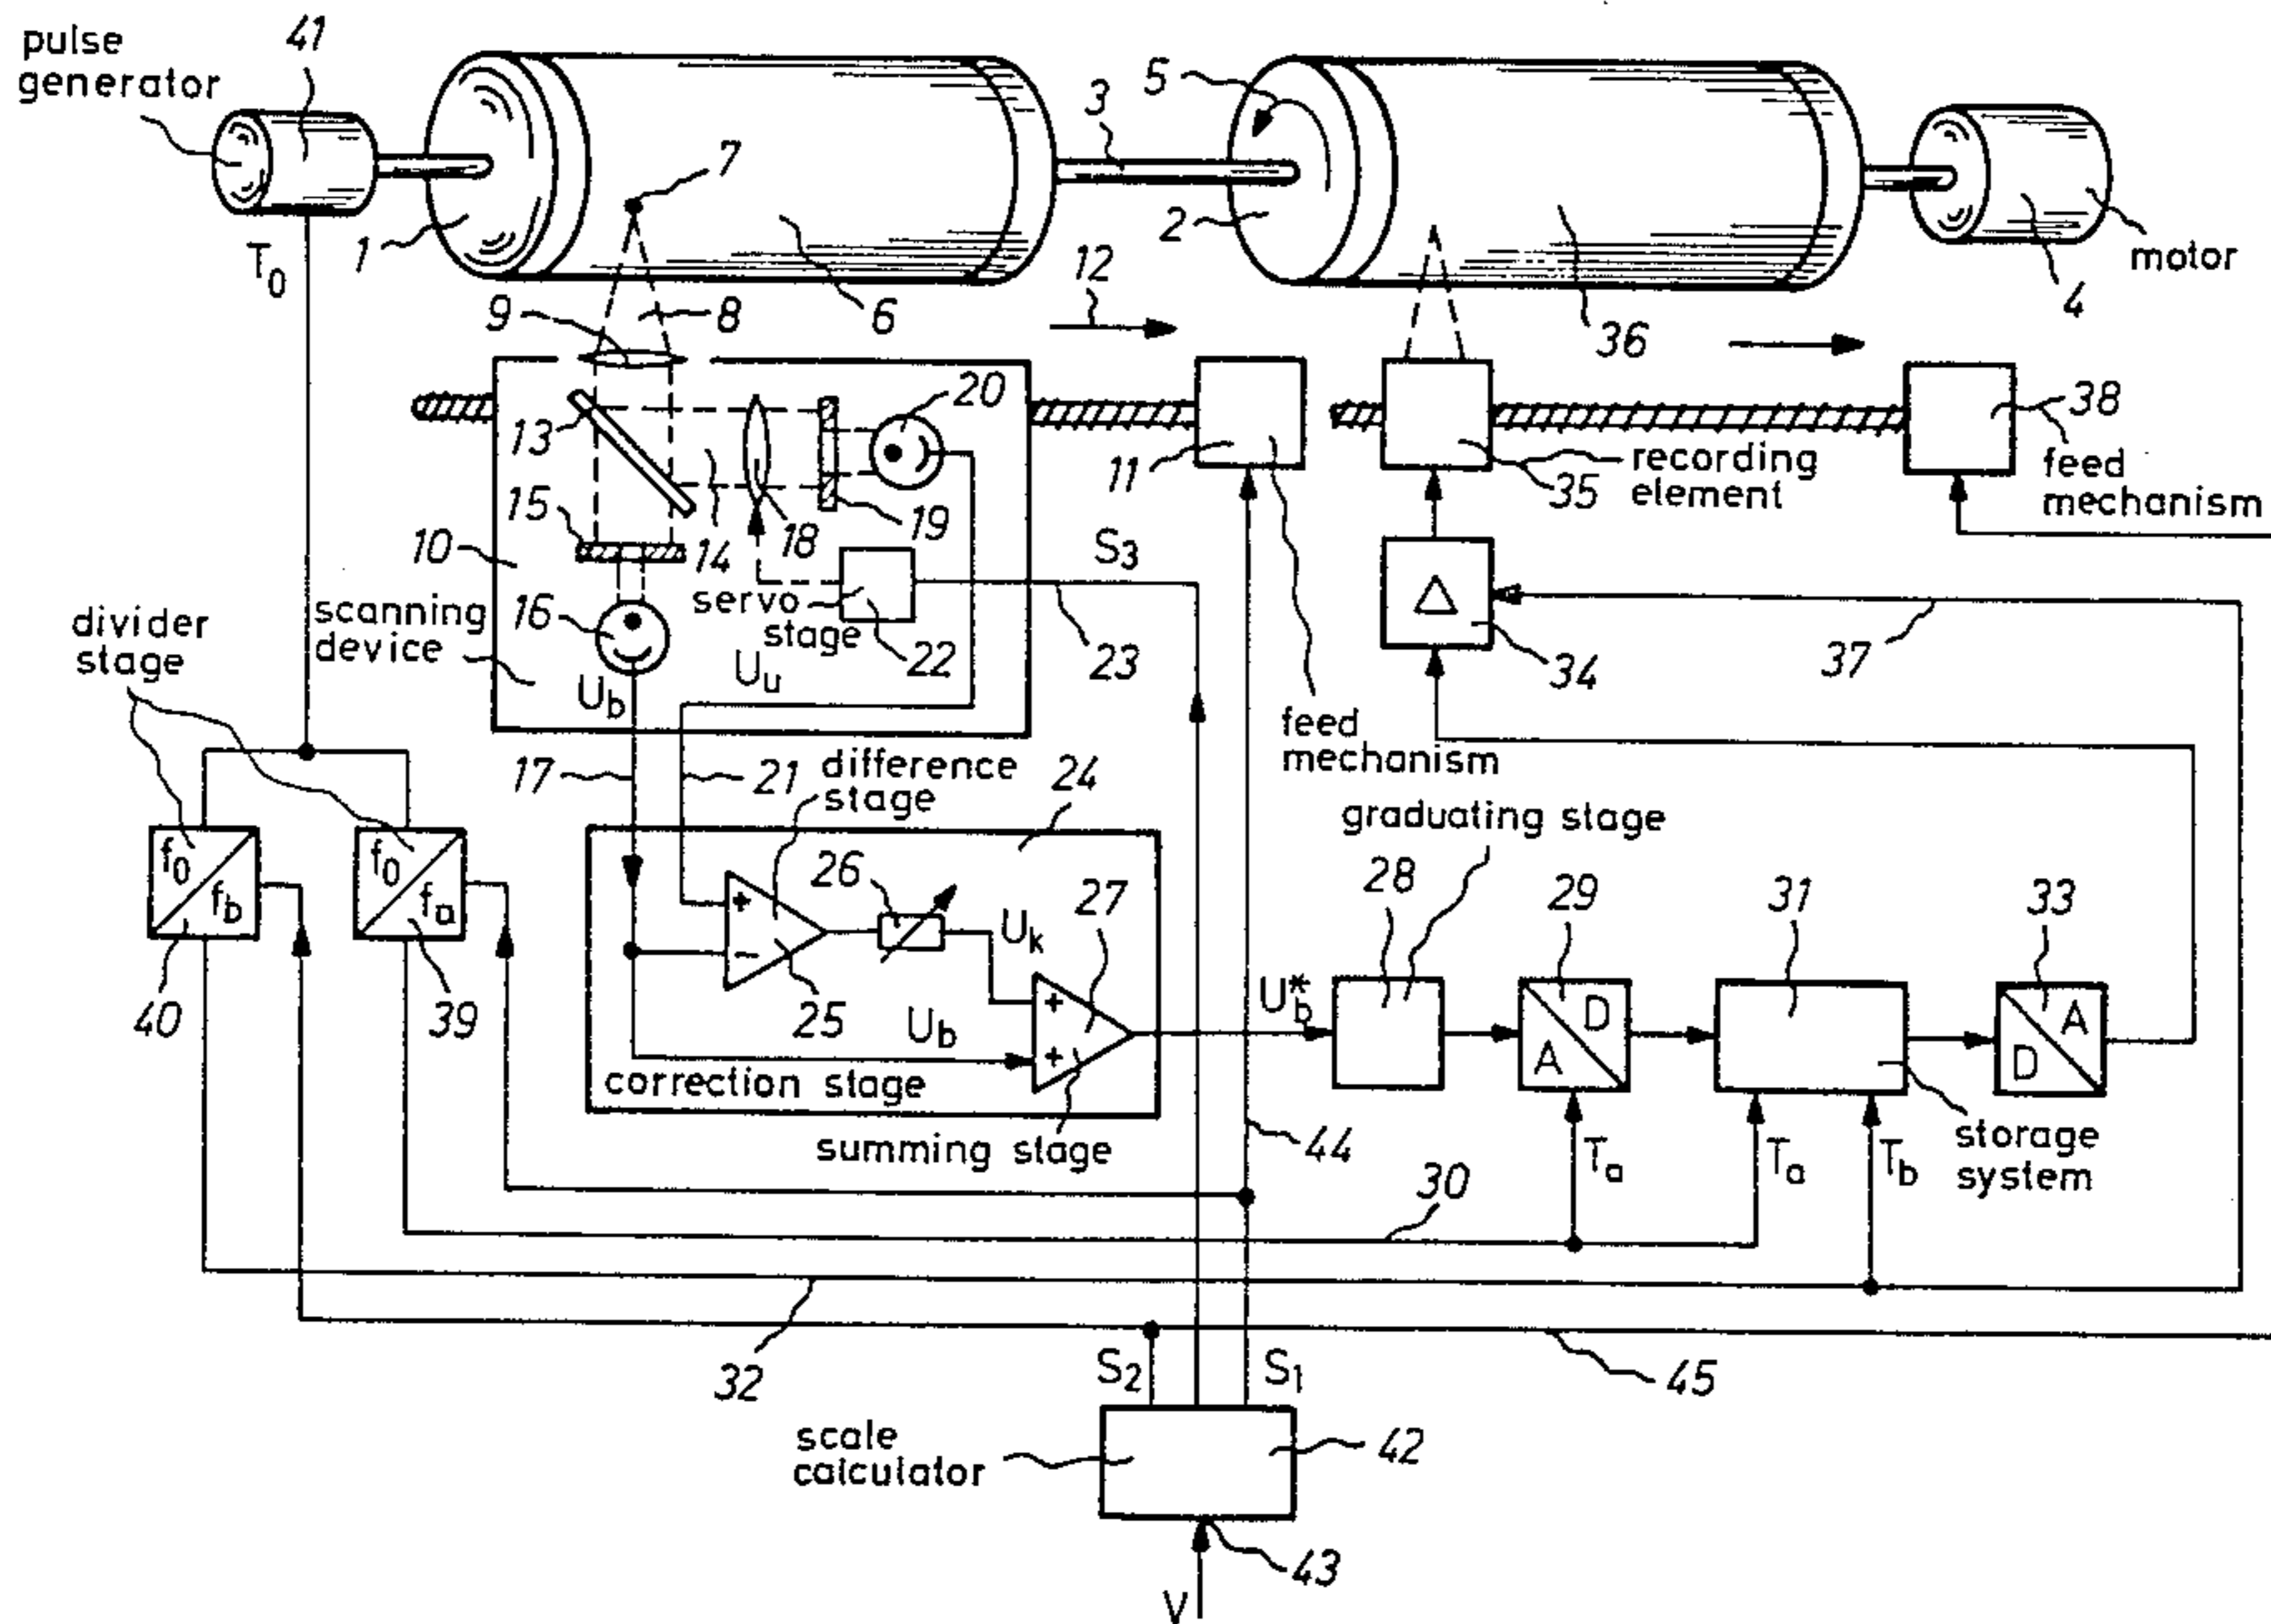 pulse
generator
41
T0
1
7
6
8
9
3
5
2
12
36
4
motor
13
14
15
18
19
20
10
16
scanning
device
servo
stage
22
Ub
Uu
S3
23
11
feed
mechanism
35
recording
element
38
feed
mechanism
Δ
34
37
divider
stage
f0
fb
40
f0
fa
39
17
21
difference
stage
24
+
-
25
26
Uk
27
+
+
Ub
correction stage
summing stage
Ub*
graduating stage
28
29
A
D
31
33
D
A
storage
system
Ta
Ta
Tb
44
30
32
45
S2
S1
scale
calculator
42
43
V